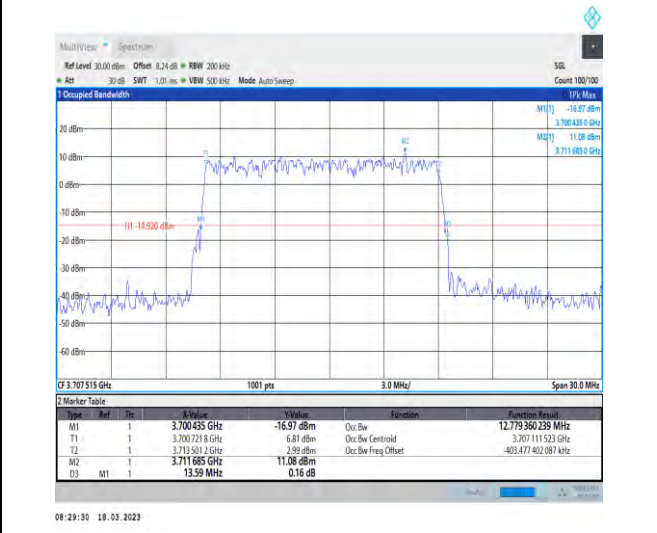 MultiView Spectrum
Ref Level 30.00 dBm Offset 8.24 dB RBW 200 kHz SGL
Att 30 dB SWT 1.01 ms VBW 500 kHz Mode Auto Sweep Count 100/100
1 Occupied Bandwidth 1Pk Max
M1[1] -16.97 dBm
3.700 435 0 GHz
M2[1] 11.08 dBm
3.711 685 0 GHz
20 dBm
M2
T1
10 dBm
0 dBm
-10 dBm
M1
H1 -14.920 dBm
-20 dBm
-30 dBm
-40 dBm
-50 dBm
-60 dBm
CF 3.707 515 GHz 1001 pts 3.0 MHz/ Span 30.0 MHz
2 Marker Table
Type Ref Trc X-Value Y-Value Function Function Result
M1 1 3.700 435 GHz -16.97 dBm Occ Bw 12.779 360 239 MHz
T1 1 3.700 721 8 GHz 6.81 dBm Occ Bw Centroid 3.707 111 523 GHz
T2 1 3.713 501 2 GHz 2.99 dBm Occ Bw Freq Offset -403.477 402 087 kHz
M2 1 3.711 685 GHz 11.08 dBm
D3 M1 1 13.59 MHz 0.16 dB
08:29:30 18.03.2023